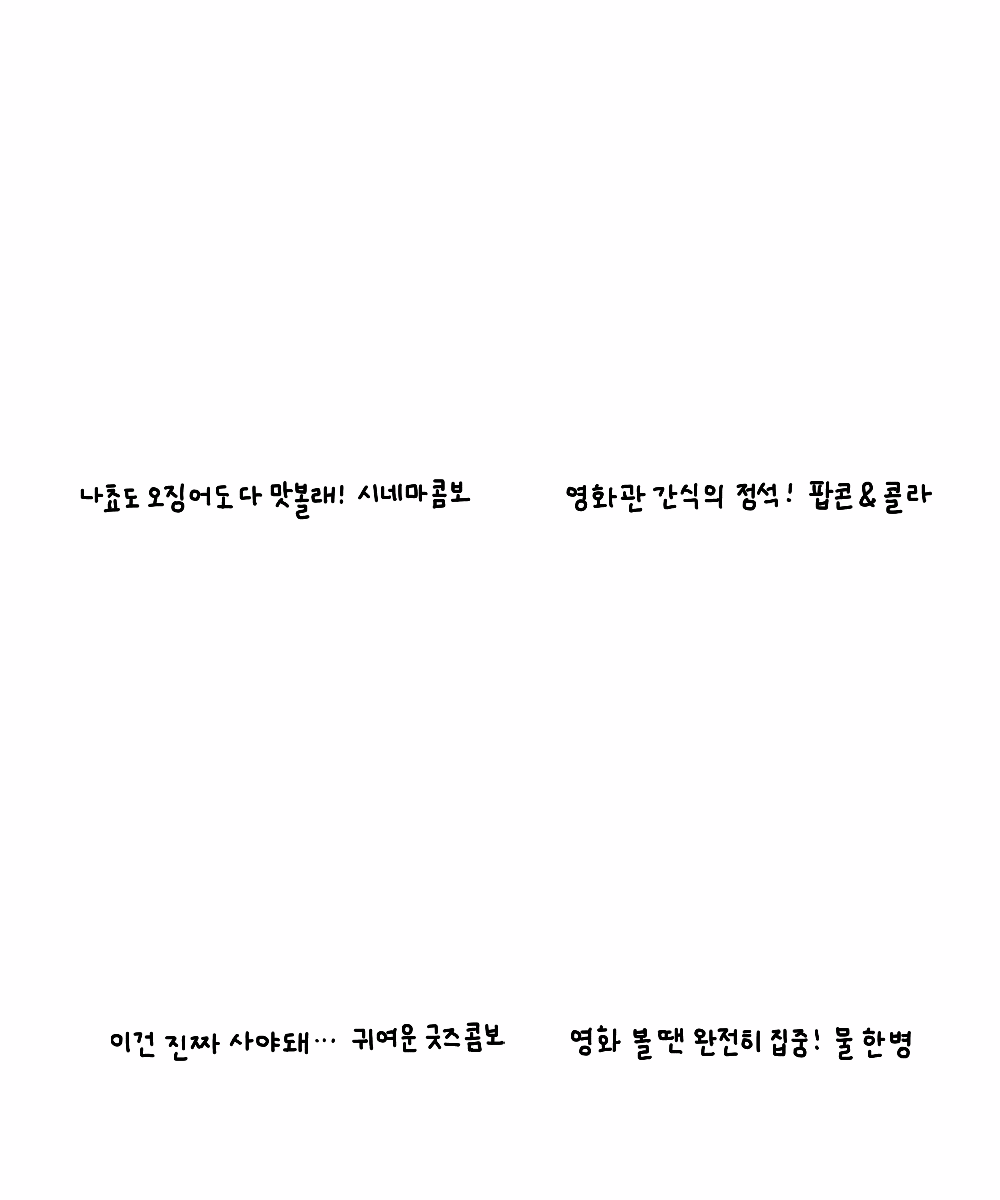 나쵸도 오징어도 다 맛볼래! 시네마콤보
영화관 간식의 정석! 팝콘 & 콜라
이건 진짜 사야돼… 귀여운 굿즈콤보
영화 볼 땐 완전히 집중! 물 한 병